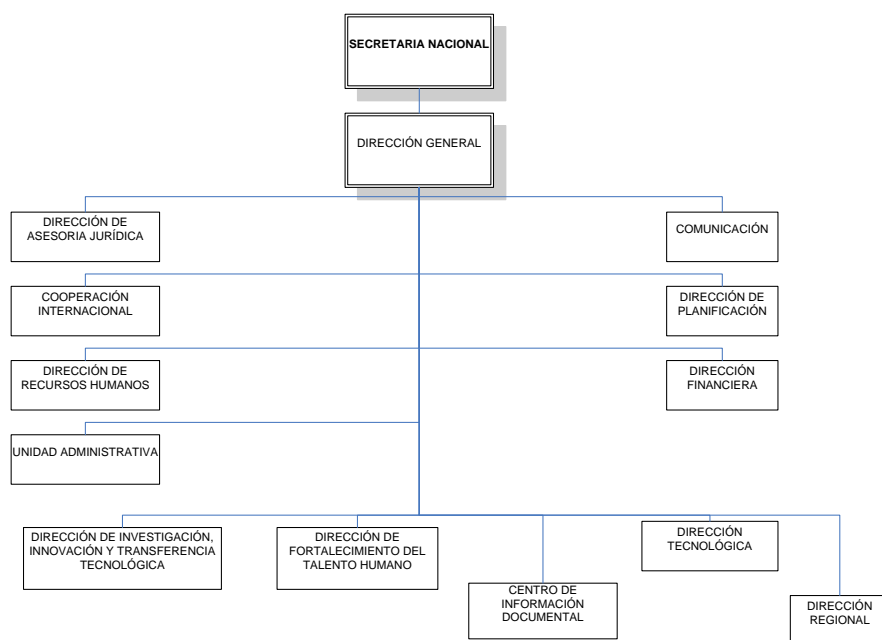 SECRETARIA NACIONAL
DIRECCIÓN GENERAL
DIRECCIÓN DE
ASESORIA JURÍDICA
COMUNICACIÓN
COOPERACIÓN
INTERNACIONAL
DIRECCIÓN DE
PLANIFICACIÓN
DIRECCIÓN DE
RECURSOS HUMANOS
DIRECCIÓN
FINANCIERA
UNIDAD ADMINISTRATIVA
DIRECCIÓN DE INVESTIGACIÓN,
INNOVACIÓN Y TRANSFERENCIA
TECNOLÓGICA
DIRECCIÓN DE
FORTALECIMIENTO DEL
TALENTO HUMANO
CENTRO DE
INFORMACIÓN
DOCUMENTAL
DIRECCIÓN
TECNOLÓGICA
DIRECCIÓN
REGIONAL